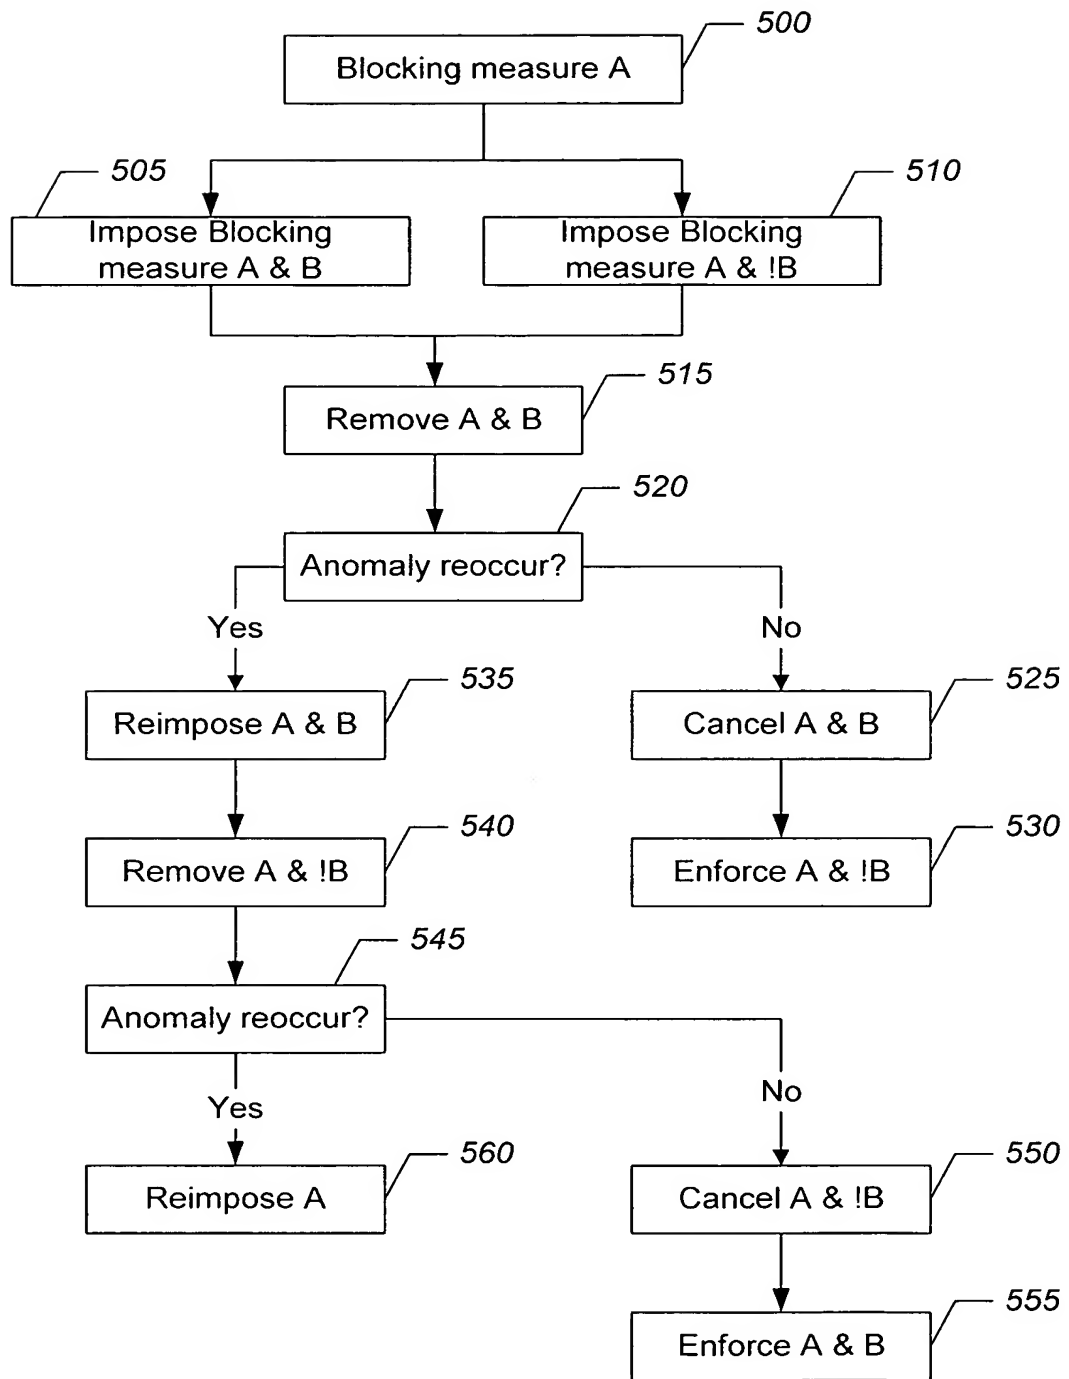 500
Blocking measure A
505
510
Impose Blocking
measure A & B
Impose Blocking
measure A & !B
515
Remove A & B
520
Anomaly reoccur?
Yes
No
535
525
Reimpose A & B
Cancel A & B
540
530
Remove A & !B
Enforce A & !B
545
Anomaly reoccur?
Yes
No
560
550
Reimpose A
Cancel A & !B
555
Enforce A & B